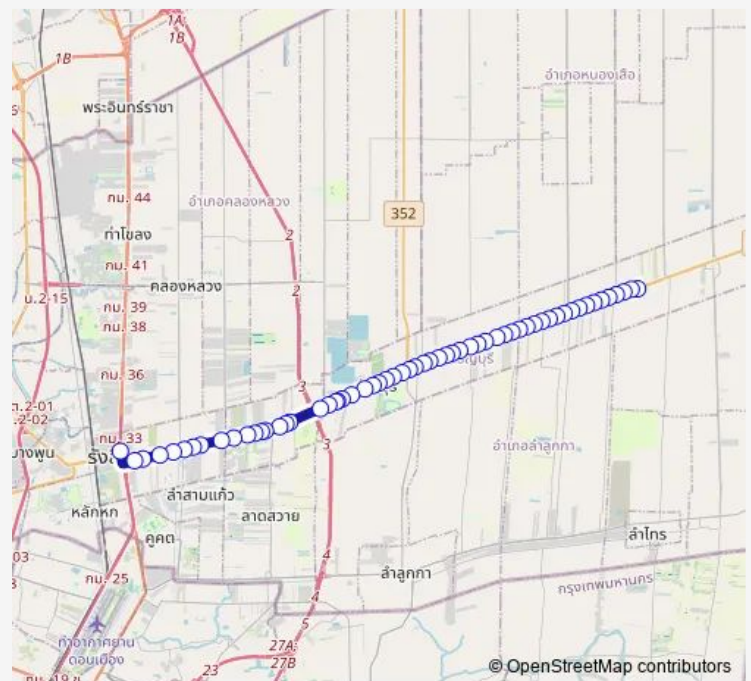 1A;
1B
1B
พระอินทร์ราชา
อำเภอหนองเสือ
กม. 44
อำเภอคลองหลวง
352
ท่าโขลง
2
กม. 41
คลองหลวง
2
น.2-15
กม. 39
กม. 38
กม. 36
3
ต.2-01
.2-02
กม. 33
3
บางพูน
อำเภอลำลูกกา
ลำสามแก้ว
หลักหก
ลาดสวาย
คูคต
ลำไทร
03
4
ลำลูกกา
กม. 25
กรุงเทพมหานคร
4
5
ท่าอากาศยาน
ดอนเมือง
27A;
27B
23
กม. 19
© OpenStreetMap contributors